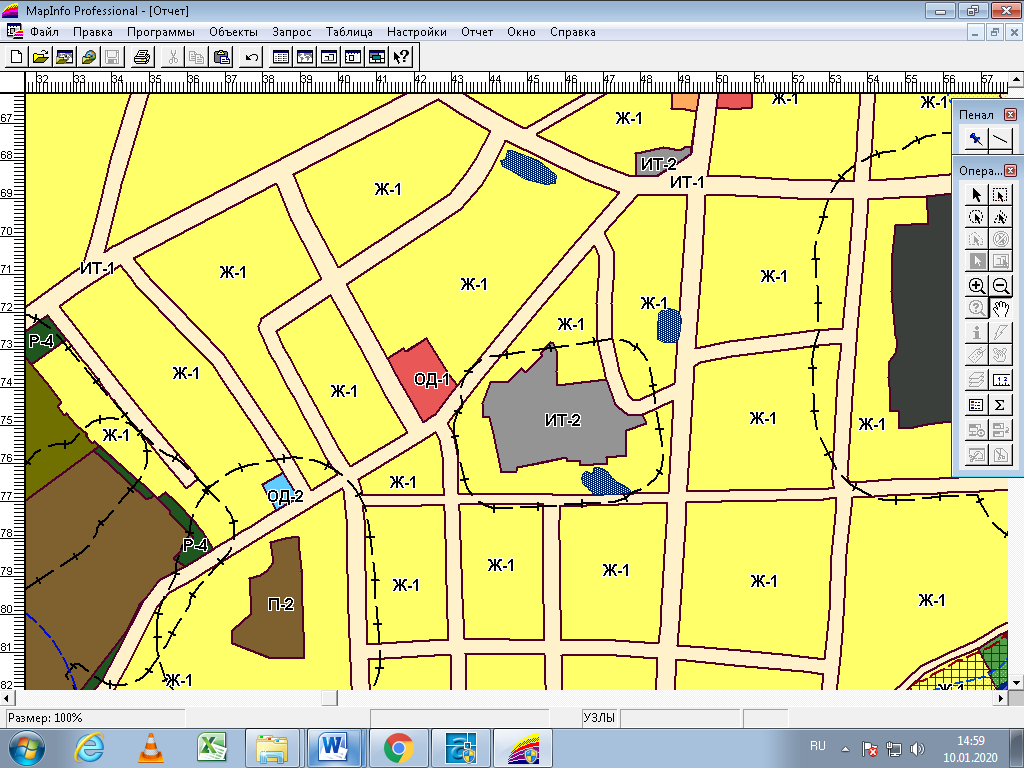 MapInfo Professional - [Отчет]
Файл Правка Программы Объекты Запрос Таблица Настройки Отчет Окно Справка
32 33 34 35 36 37 38 39 40 41 42 43 44 45 46 47 48 49 50 51 52 53 54 55 56 57
67
68
69
70
71
72
73
74
75
76
77
78
79
80
81
82
Ж-1
Ж-1
Ж-1
Пенал
ИТ-2
Опера...
ИТ-1
Ж-1
ИТ-1
Ж-1
Ж-1
Ж-1
Ж-1
Ж-1
Р-4
Ж-1
ОД-1
Ж-1
ИТ-2
Ж-1
Ж-1
Ж-1
Ж-1
ОД-2
Р-4
Ж-1
Ж-1
Ж-1
Ж-1
П-2
Ж-1
Ж-1
Ж-1
Размер: 100%
УЗЛЫ
RU
14:59
10.01.2020